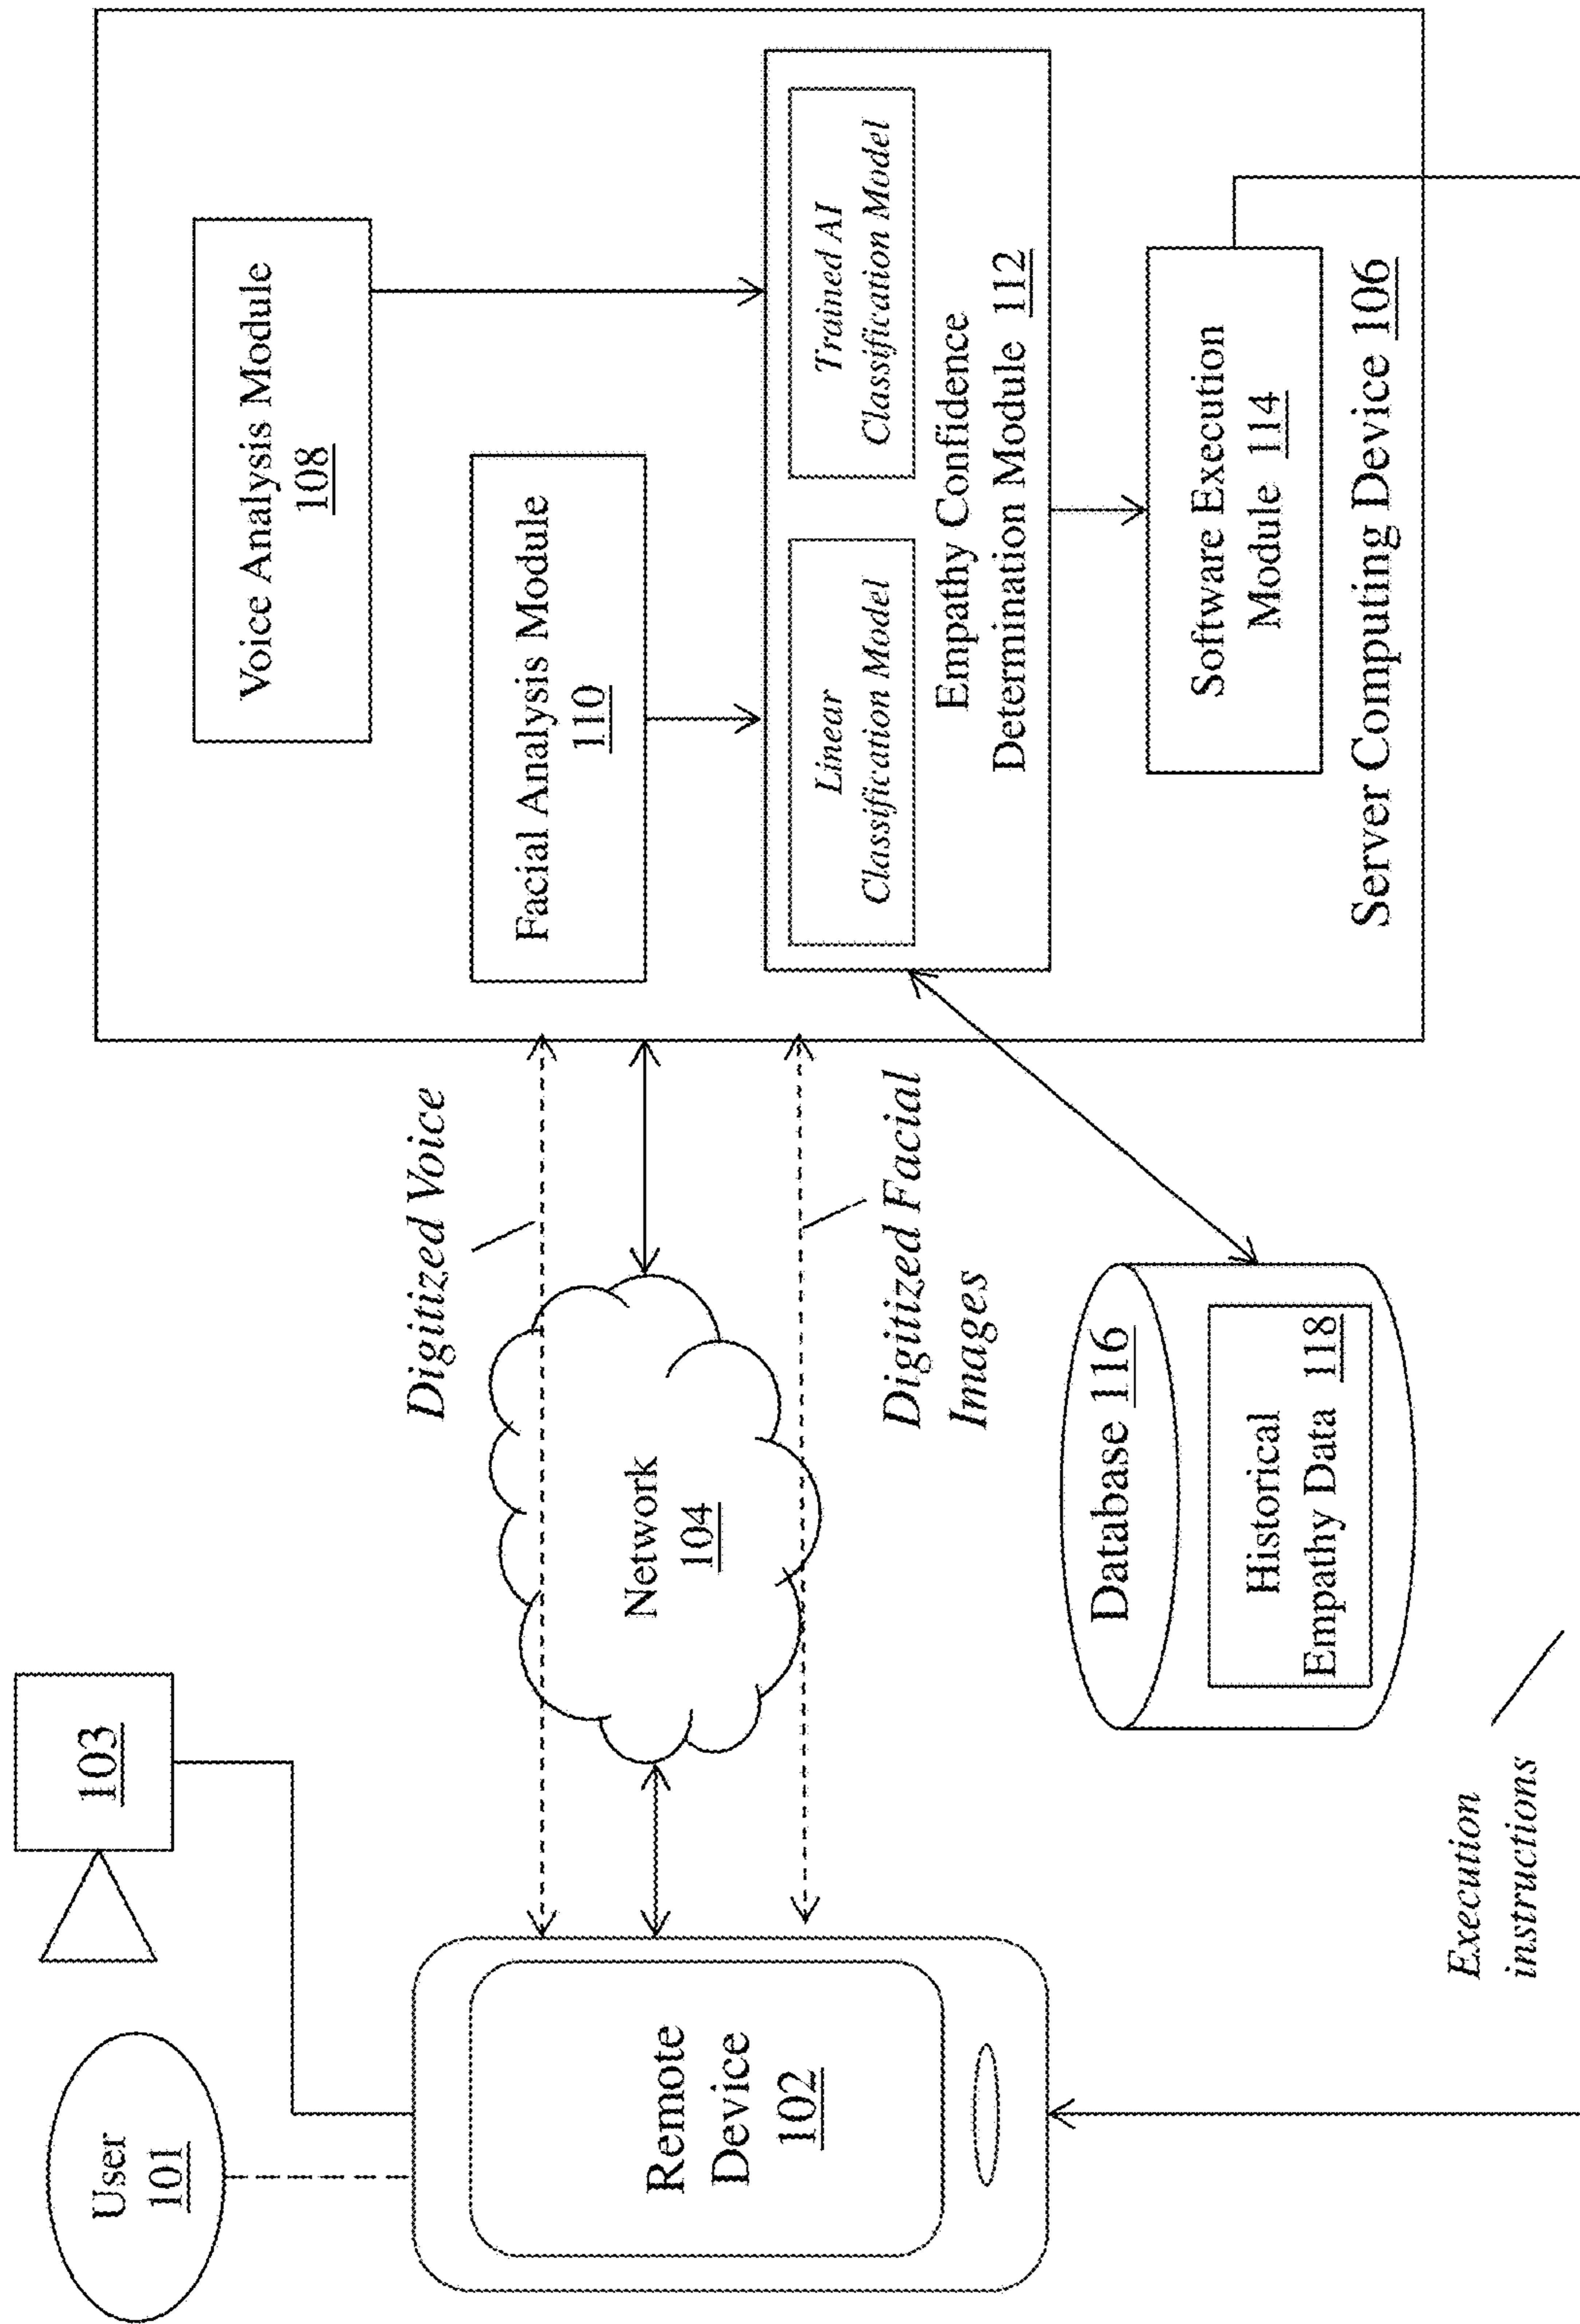 User
101
103
Remote
Device
102
Network
104
Digitized Voice
Digitized Facial
Images
Database 116
Historical
Empathy Data 118
Execution
instructions
Voice Analysis Module
108
Facial Analysis Module
110
Linear
Classification Model
Trained AI
Classification Model
Empathy Confidence
Determination Module 112
Software Execution
Module 114
Server Computing Device 106